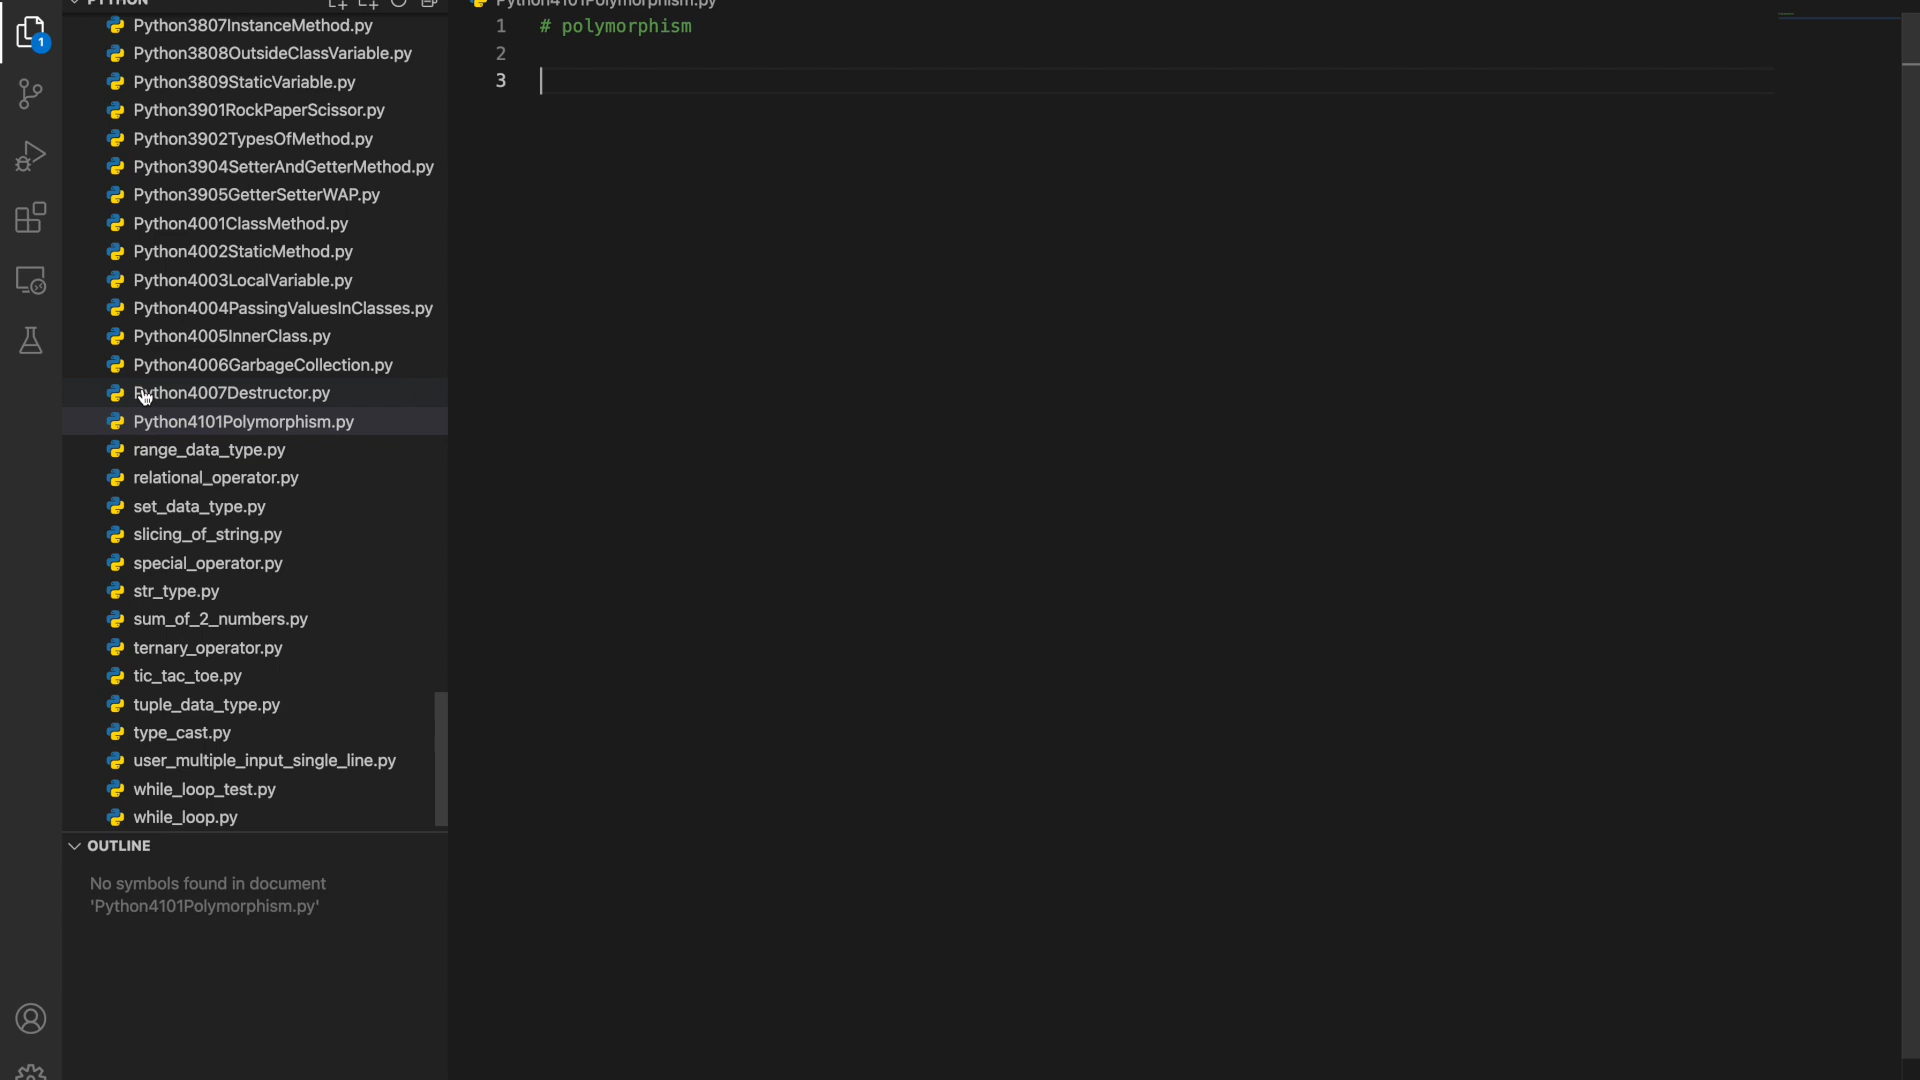 PYTHON
Python3807InstanceMethod.py
Python3808OutsideClassVariable.py
Python3809StaticVariable.py
Python3901RockPaperScissor.py
Python3902TypesOfMethod.py
Python3904SetterAndGetterMethod.py
Python3905GetterSetterWAP.py
Python4001ClassMethod.py
Python4002StaticMethod.py
Python4003LocalVariable.py
Python4004PassingValuesInClasses.py
Python4005InnerClass.py
Python4006GarbageCollection.py
Python4007Destructor.py
Python4101Polymorphism.py
range_data_type.py
relational_operator.py
set_data_type.py
slicing_of_string.py
special_operator.py
str_type.py
sum_of_2_numbers.py
ternary_operator.py
tic_tac_toe.py
tuple_data_type.py
type_cast.py
user_multiple_input_single_line.py
while_loop_test.py
while_loop.py
OUTLINE
No symbols found in document
'Python4101Polymorphism.py'
1
Python4101Polymorphism.py
1 # polymorphism
2
3